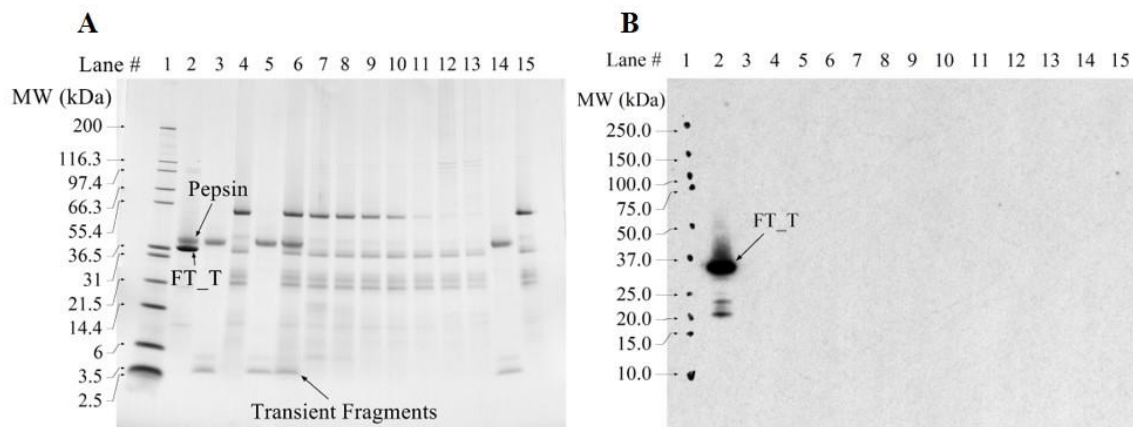 A
Lane # 1 2 3 4 5 6 7 8 9 10 11 12 13 14 15
MW (kDa)
200
116.3
97.4
66.3
55.4
36.5
31
21.5
14.4
6
3.5
2.5
Pepsin
FT_T
Transient Fragments
B
Lane # 1 2 3 4 5 6 7 8 9 10 11 12 13 14 15
MW (kDa)
250.0
150.0
100.0
75.0
50.0
37.0
25.0
20.0
15.0
10.0
FT_T